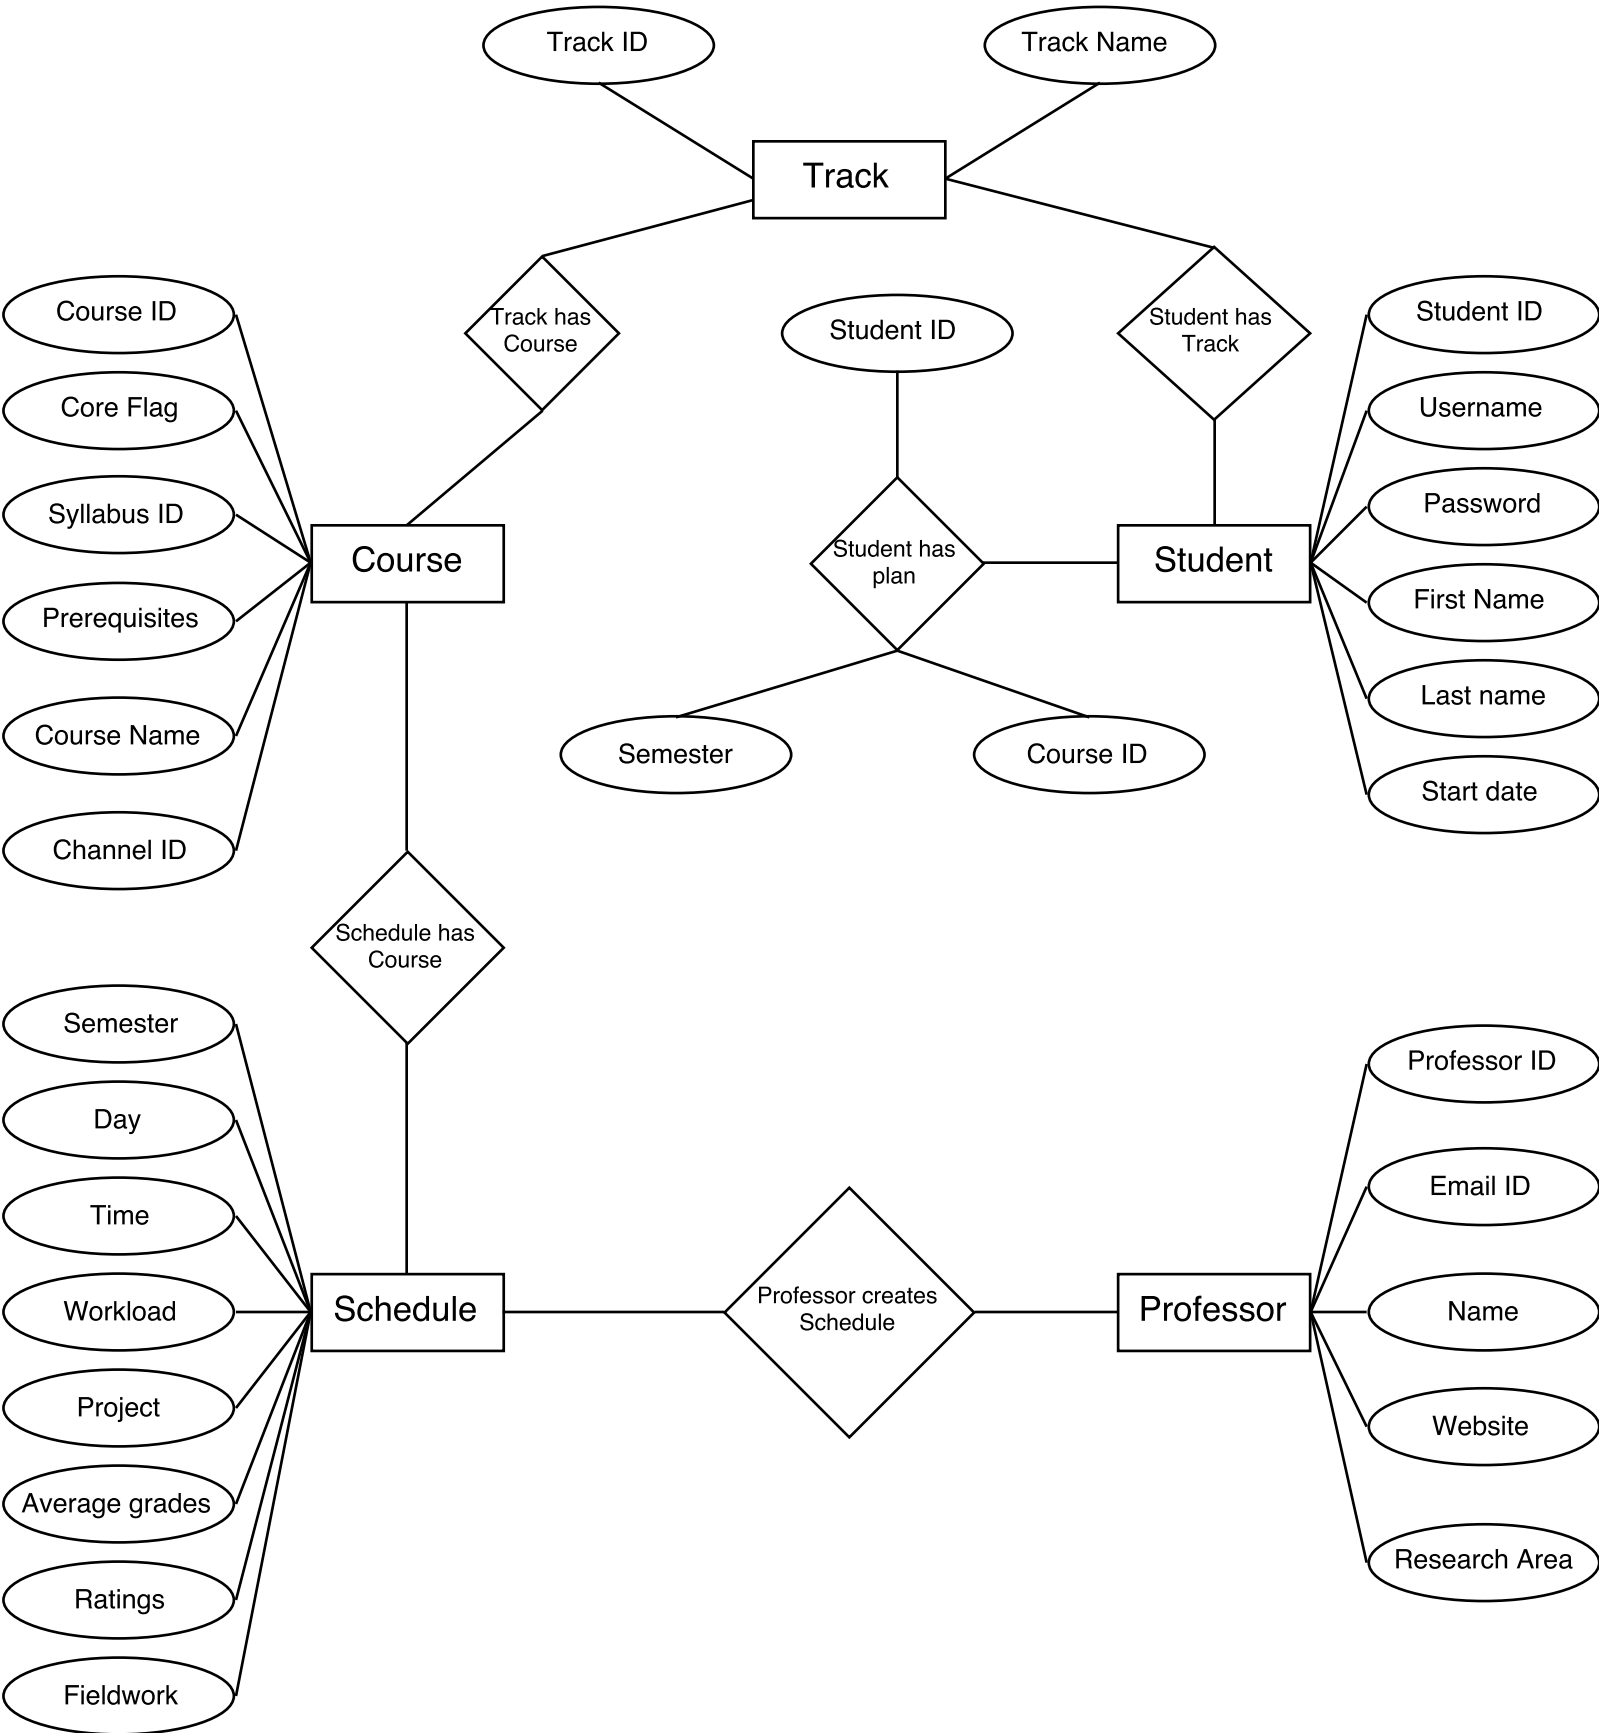 Track ID
Track Name
Track
Track has
Course
Student has
Track
Student ID
Course ID
Core Flag
Syllabus ID
Prerequisites
Course Name
Channel ID
Course
Student has
plan
Semester
Course ID
Student
Student ID
Username
Password
First Name
Last name
Start date
Schedule has
Course
Semester
Day
Time
Workload
Project
Average grades
Ratings
Fieldwork
Schedule
Professor creates
Schedule
Professor
Professor ID
Email ID
Name
Website
Research Area